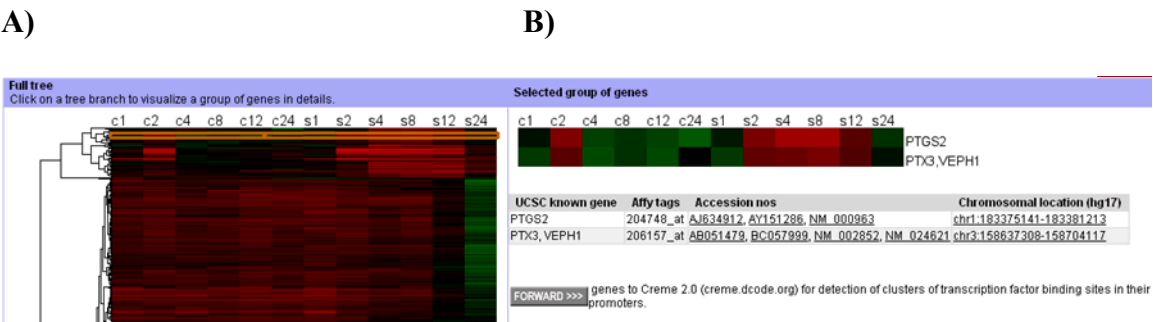 A)
B)
Full tree
Click on a tree branch to visualize a group of genes in details.
c1 c2 c4 c8 c12 c24 s1 s2 s4 s8 s12 s24
Selected group of genes
c1 c2 c4 c8 c12 c24 s1 s2 s4 s8 s12 s24
PTGS2
PTX3,VEPH1
UCSC known gene Affy tags Accession nos Chromosomal location (hg17)
PTGS2 204748_at AJ634912, AY151286, NM_000963 chr1:183375141-183381213
PTX3, VEPH1 206157_at AB051479, BC057999, NM_002852, NM_024621 chr3:158637308-158704117
FORWARD >>> genes to Creme 2.0 (creme.dcode.org) for detection of clusters of transcription factor binding sites in their
promoters.